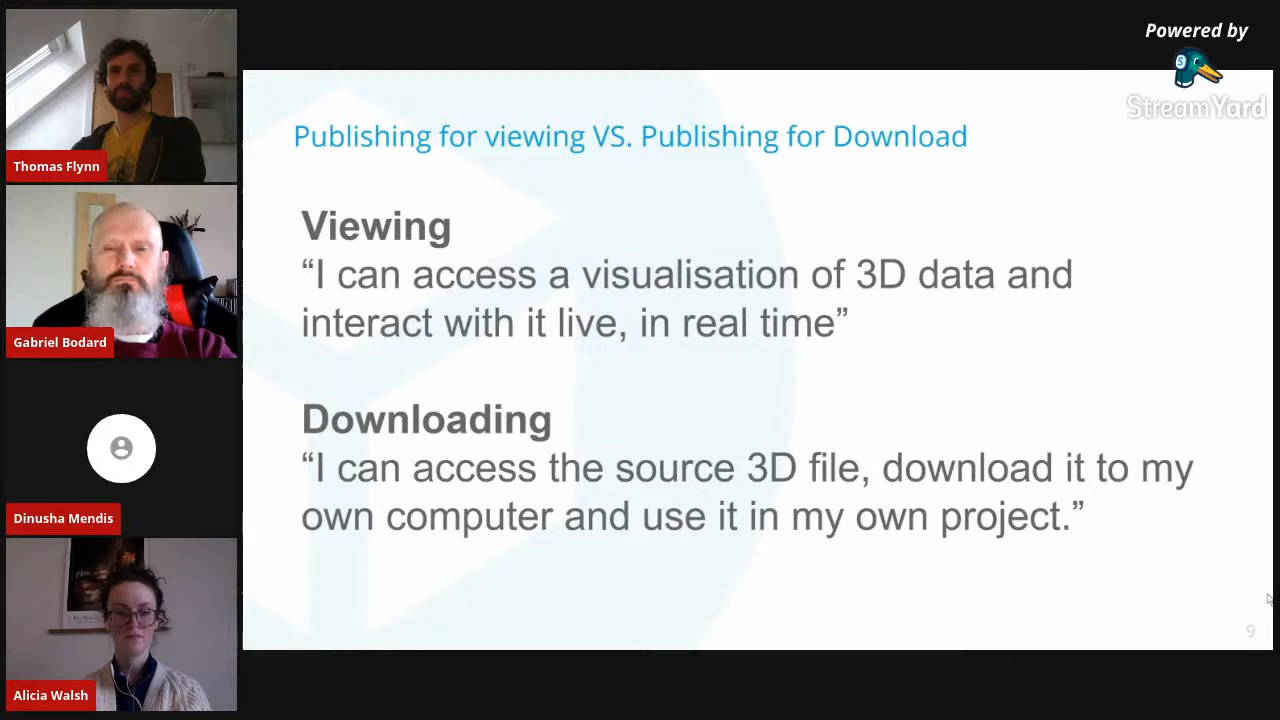 Powered by
StreamYard
Thomas Flynn
Gabriel Bodard
Dinusha Mendis
Alicia Walsh
Publishing for viewing VS. Publishing for Download
Viewing
“I can access a visualisation of 3D data and
interact with it live, in real time”
Downloading
“I can access the source 3D file, download it to my
own computer and use it in my own project.”
9